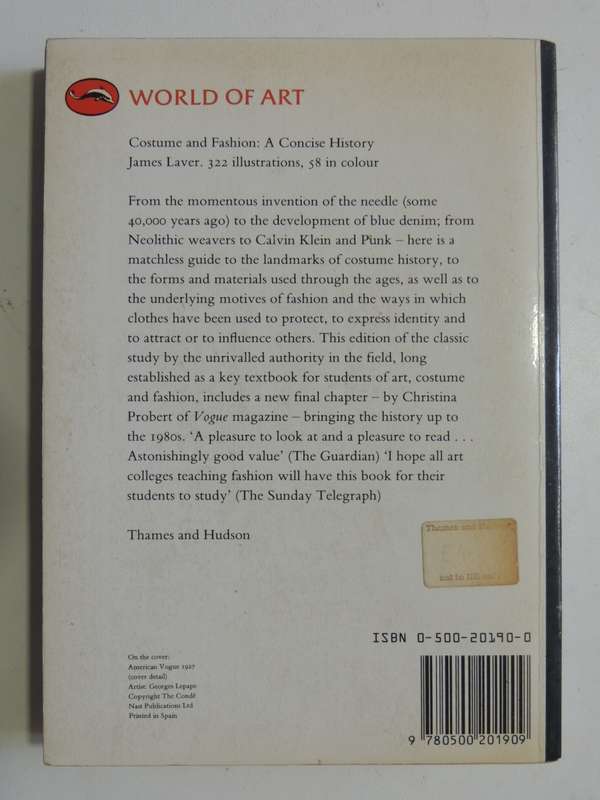 WORLD OF ART
Costume and Fashion: A Concise History
James Laver. 322 illustrations, 58 in colour
From the momentous invention of the needle (some
40,000 years ago) to the development of blue denim; from
Neolithic weavers to Calvin Klein and Punk – here is a
matchless guide to the landmarks of costume history, to
the forms and materials used through the ages, as well as to
the underlying motives of fashion and the ways in which
clothes have been used to protect, to express identity and
to attract or to influence others. This edition of the classic
study by the unrivalled authority in the field, long
established as a key textbook for students of art, costume
and fashion, includes a new final chapter – by Christina
Probert of Vogue magazine – bringing the history up to
the 1980s. ‘A pleasure to look at and a pleasure to read . . .
Astonishingly good value’ (The Guardian) ‘I hope all art
colleges teaching fashion will have this book for their
students to study’ (The Sunday Telegraph)
Thames and Hudson
Thames and
ISBN 0-500-20190-0
On the cover:
American Vogue 1927
(cover detail)
Artist: Georges Lepape
Copyright The Condé
Nast Publications Ltd
Printed in Spain
9 780500 201909